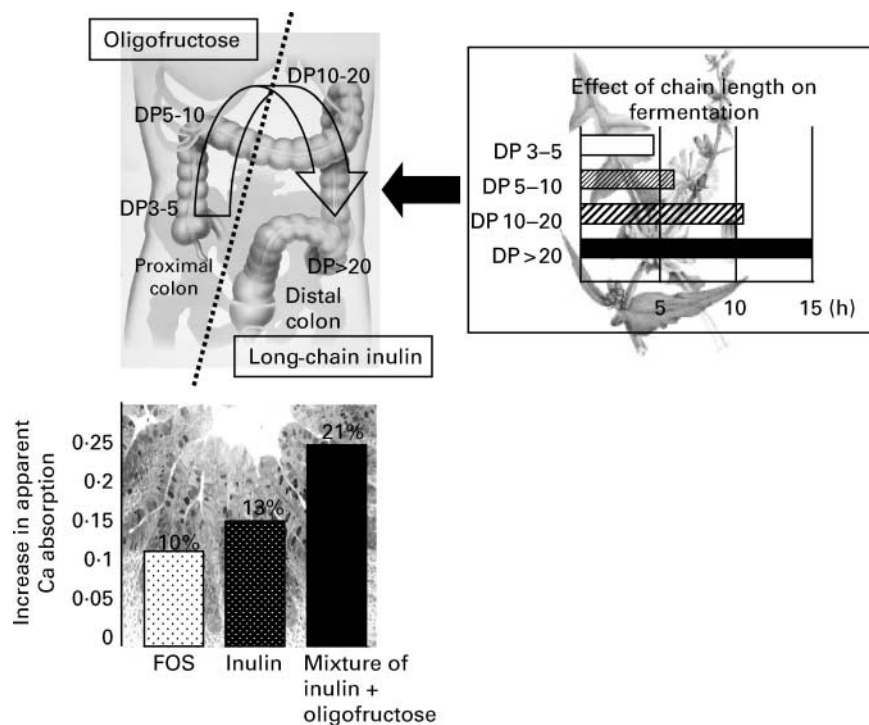 Oligofructose
DP10-20
DP5-10
DP3-5
DP>20
Proximal
colon
Distal
colon
Long-chain inulin
Effect of chain length on
fermentation
DP 3–5
DP 5–10
DP 10–20
DP > 20
5 10 15 (h)
Increase in apparent
Ca absorption
0·25
0·2
0·15
0·1
0·05
0
10%
13%
21%
FOS
Inulin
Mixture of
inulin +
oligofructose